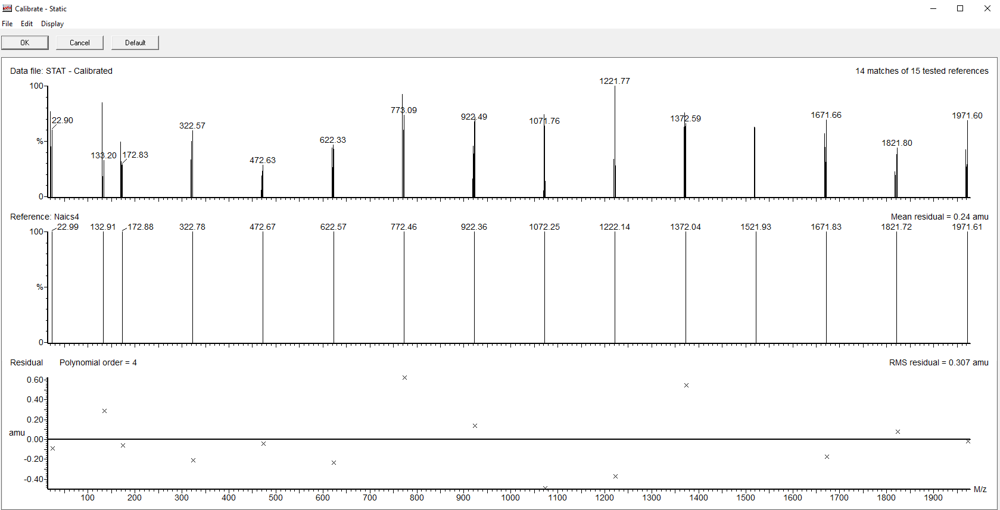 Calibrate - Static
File Edit Display
OK Cancel Default
Data file: STAT - Calibrated 14 matches of 15 tested references
1221.77
100
22.90 133.20 172.83 322.57 472.63 622.33 773.09 922.49 1071.76 1372.59 1671.66 1821.80 1971.60
%
0
Reference: Naics4 Mean residual = 0.24 amu
22.99 132.91 172.88 322.78 472.67 622.57 772.46 922.36 1072.25 1222.14 1372.04 1521.93 1671.83 1821.72 1971.61
100
%
0
Residual Polynomial order = 4 RMS residual = 0.307 amu
0.60
0.40
0.20
amu
0.00
-0.20
-0.40
M/z
100 200 300 400 500 600 700 800 900 1000 1100 1200 1300 1400 1500 1600 1700 1800 1900